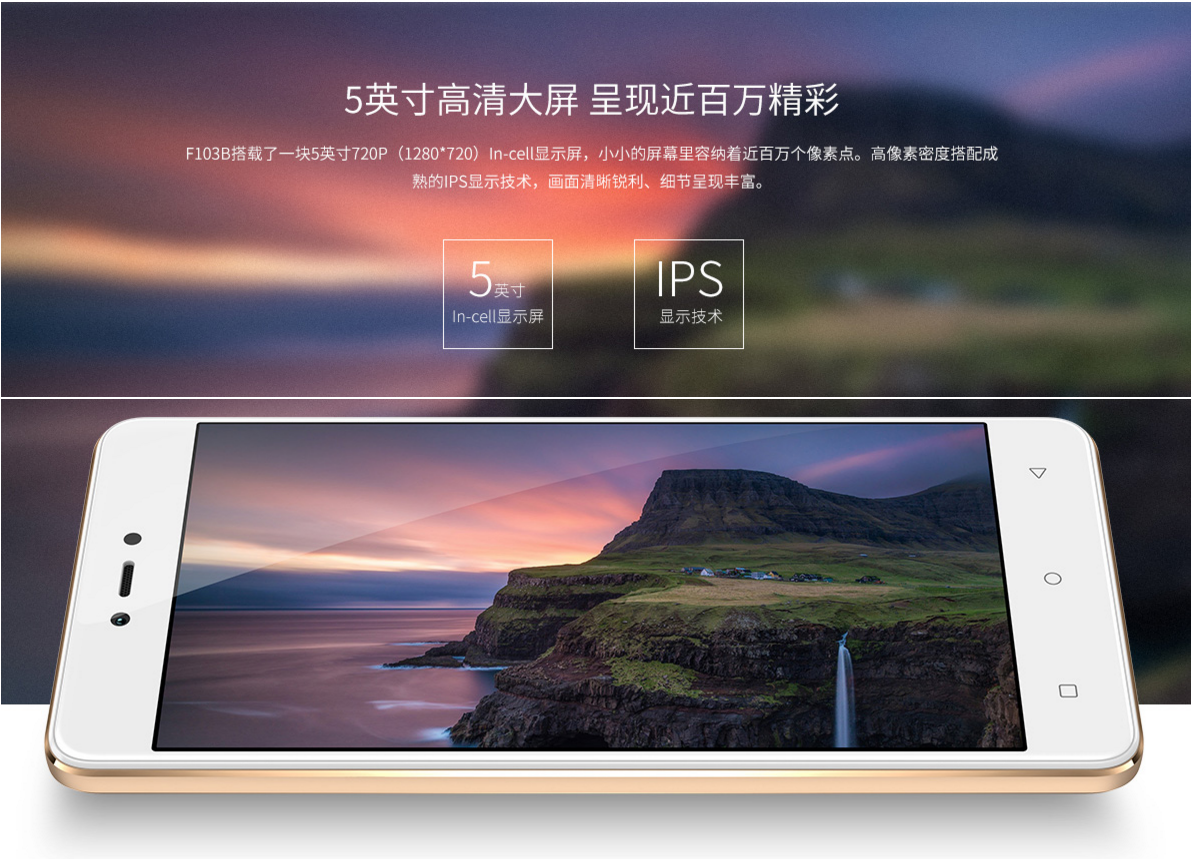 5英寸高清大屏 呈现近百万精彩
F103B搭载了一块5英寸720P（1280*720）In-cell显示屏，小小的屏幕里容纳着近百万个像素点。高像素密度搭配成
熟的IPS显示技术，画面清晰锐利、细节呈现丰富。
5英寸
In-cell显示屏
IPS
显示技术